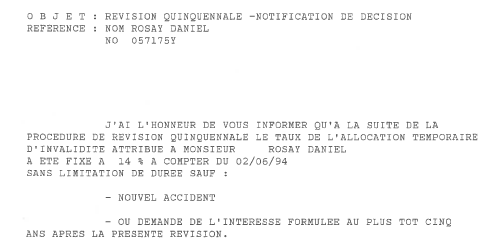 O B J E T : REVISION QUINQUENNALE -NOTIFICATION DE DECISION
REFERENCE : NOM ROSAY DANIEL
NO 057175Y
J'AI L'HONNEUR DE VOUS INFORMER QU'A LA SUITE DE LA
PROCEDURE DE REVISION QUINQUENNALE LE TAUX DE L'ALLOCATION TEMPORAIRE
D'INVALIDITE ATTRIBUE A MONSIEUR ROSAY DANIEL
A ETE FIXE A 14 % A COMPTER DU 02/06/94
SANS LIMITATION DE DUREE SAUF :
- NOUVEL ACCIDENT
- OU DEMANDE DE L'INTERESSE FORMULEE AU PLUS TOT CINQ
ANS APRES LA PRESENTE REVISION.